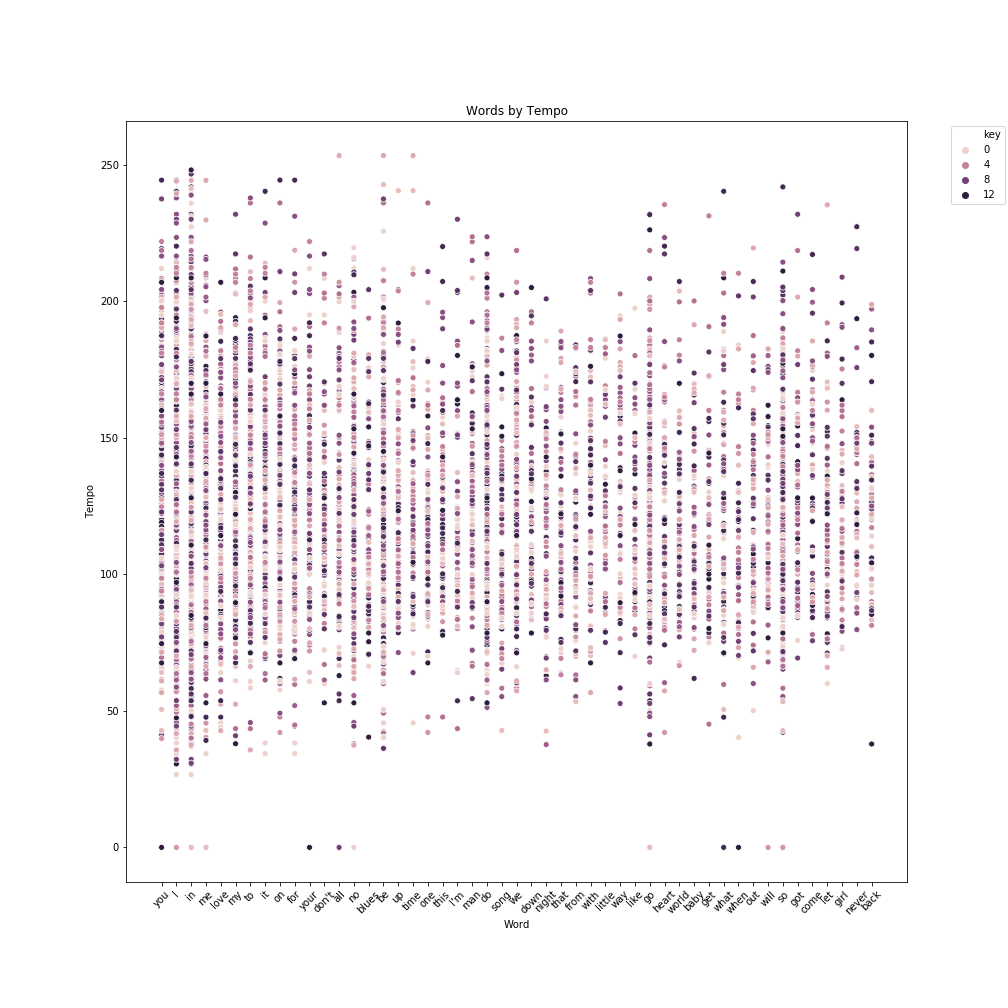 Words by Tempo
key
0
4
8
12
250
200
150
100
50
0
Tempo
you I in me love my to it on for your don't all no blues be up time one this I'm man do song we down night that from with little way like go heart world baby get what when out will so got come let girl never back
Word